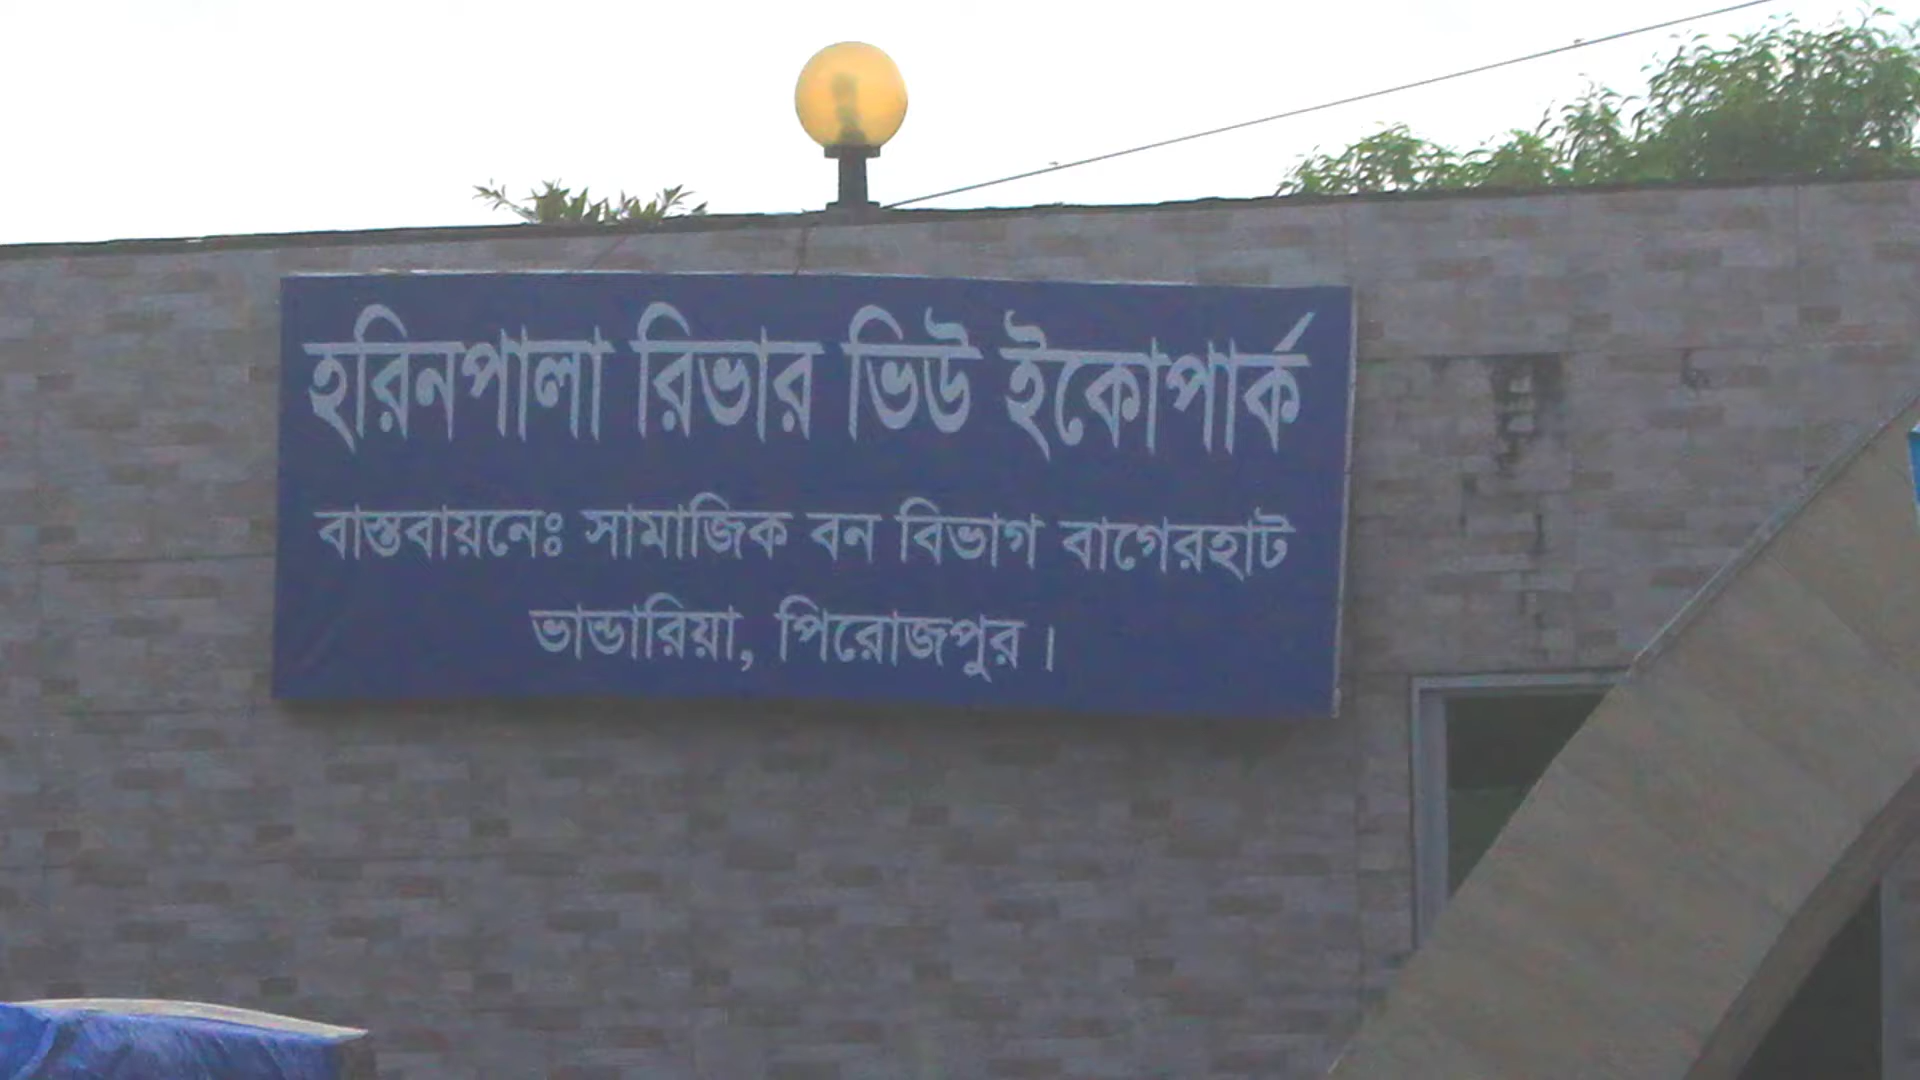 হরিনপালা রিভার ভিউ ইকোপার্ক
বাস্তবায়নেঃ সামাজিক বন বিভাগ বাগেরহাট
ভান্ডারিয়া, পিরোজপুর।